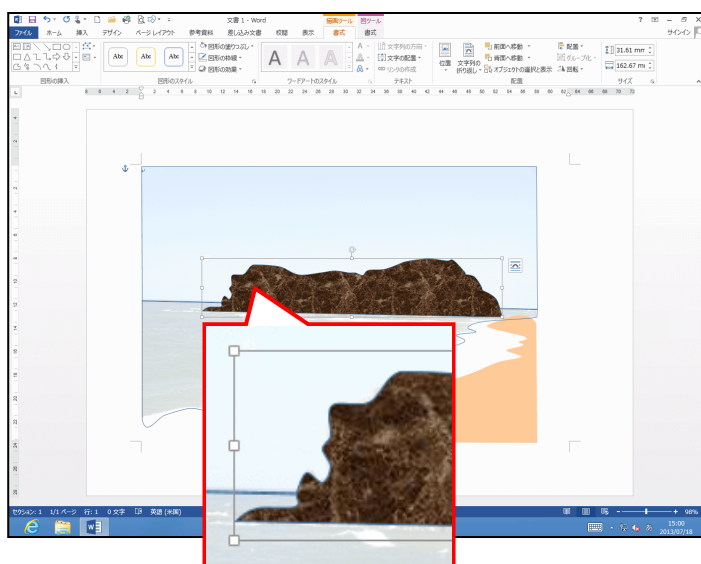 文書 1 - Word
描画ツール 図ツール
ファイル ホーム 挿入 デザイン ページ レイアウト 参考資料 差し込み文書 校閲 表示 書式 書式 サインイン
Abc Abc Abc
図形の塗りつぶし
図形の枠線
図形の効果
A A A
文字列の方向
文字の配置
リンクの作成
位置 文字列の折り返し
前面へ移動
背面へ移動
オブジェクトの選択と表示
配置
グループ化
回転
31.61 mm
162.67 mm
図形の挿入 図形のスタイル ワードアートのスタイル テキスト 配置 サイズ
セクション: 1 1/1 ページ 行: 1 0 文字 英語 (米国) 98%
15:00
2013/07/18